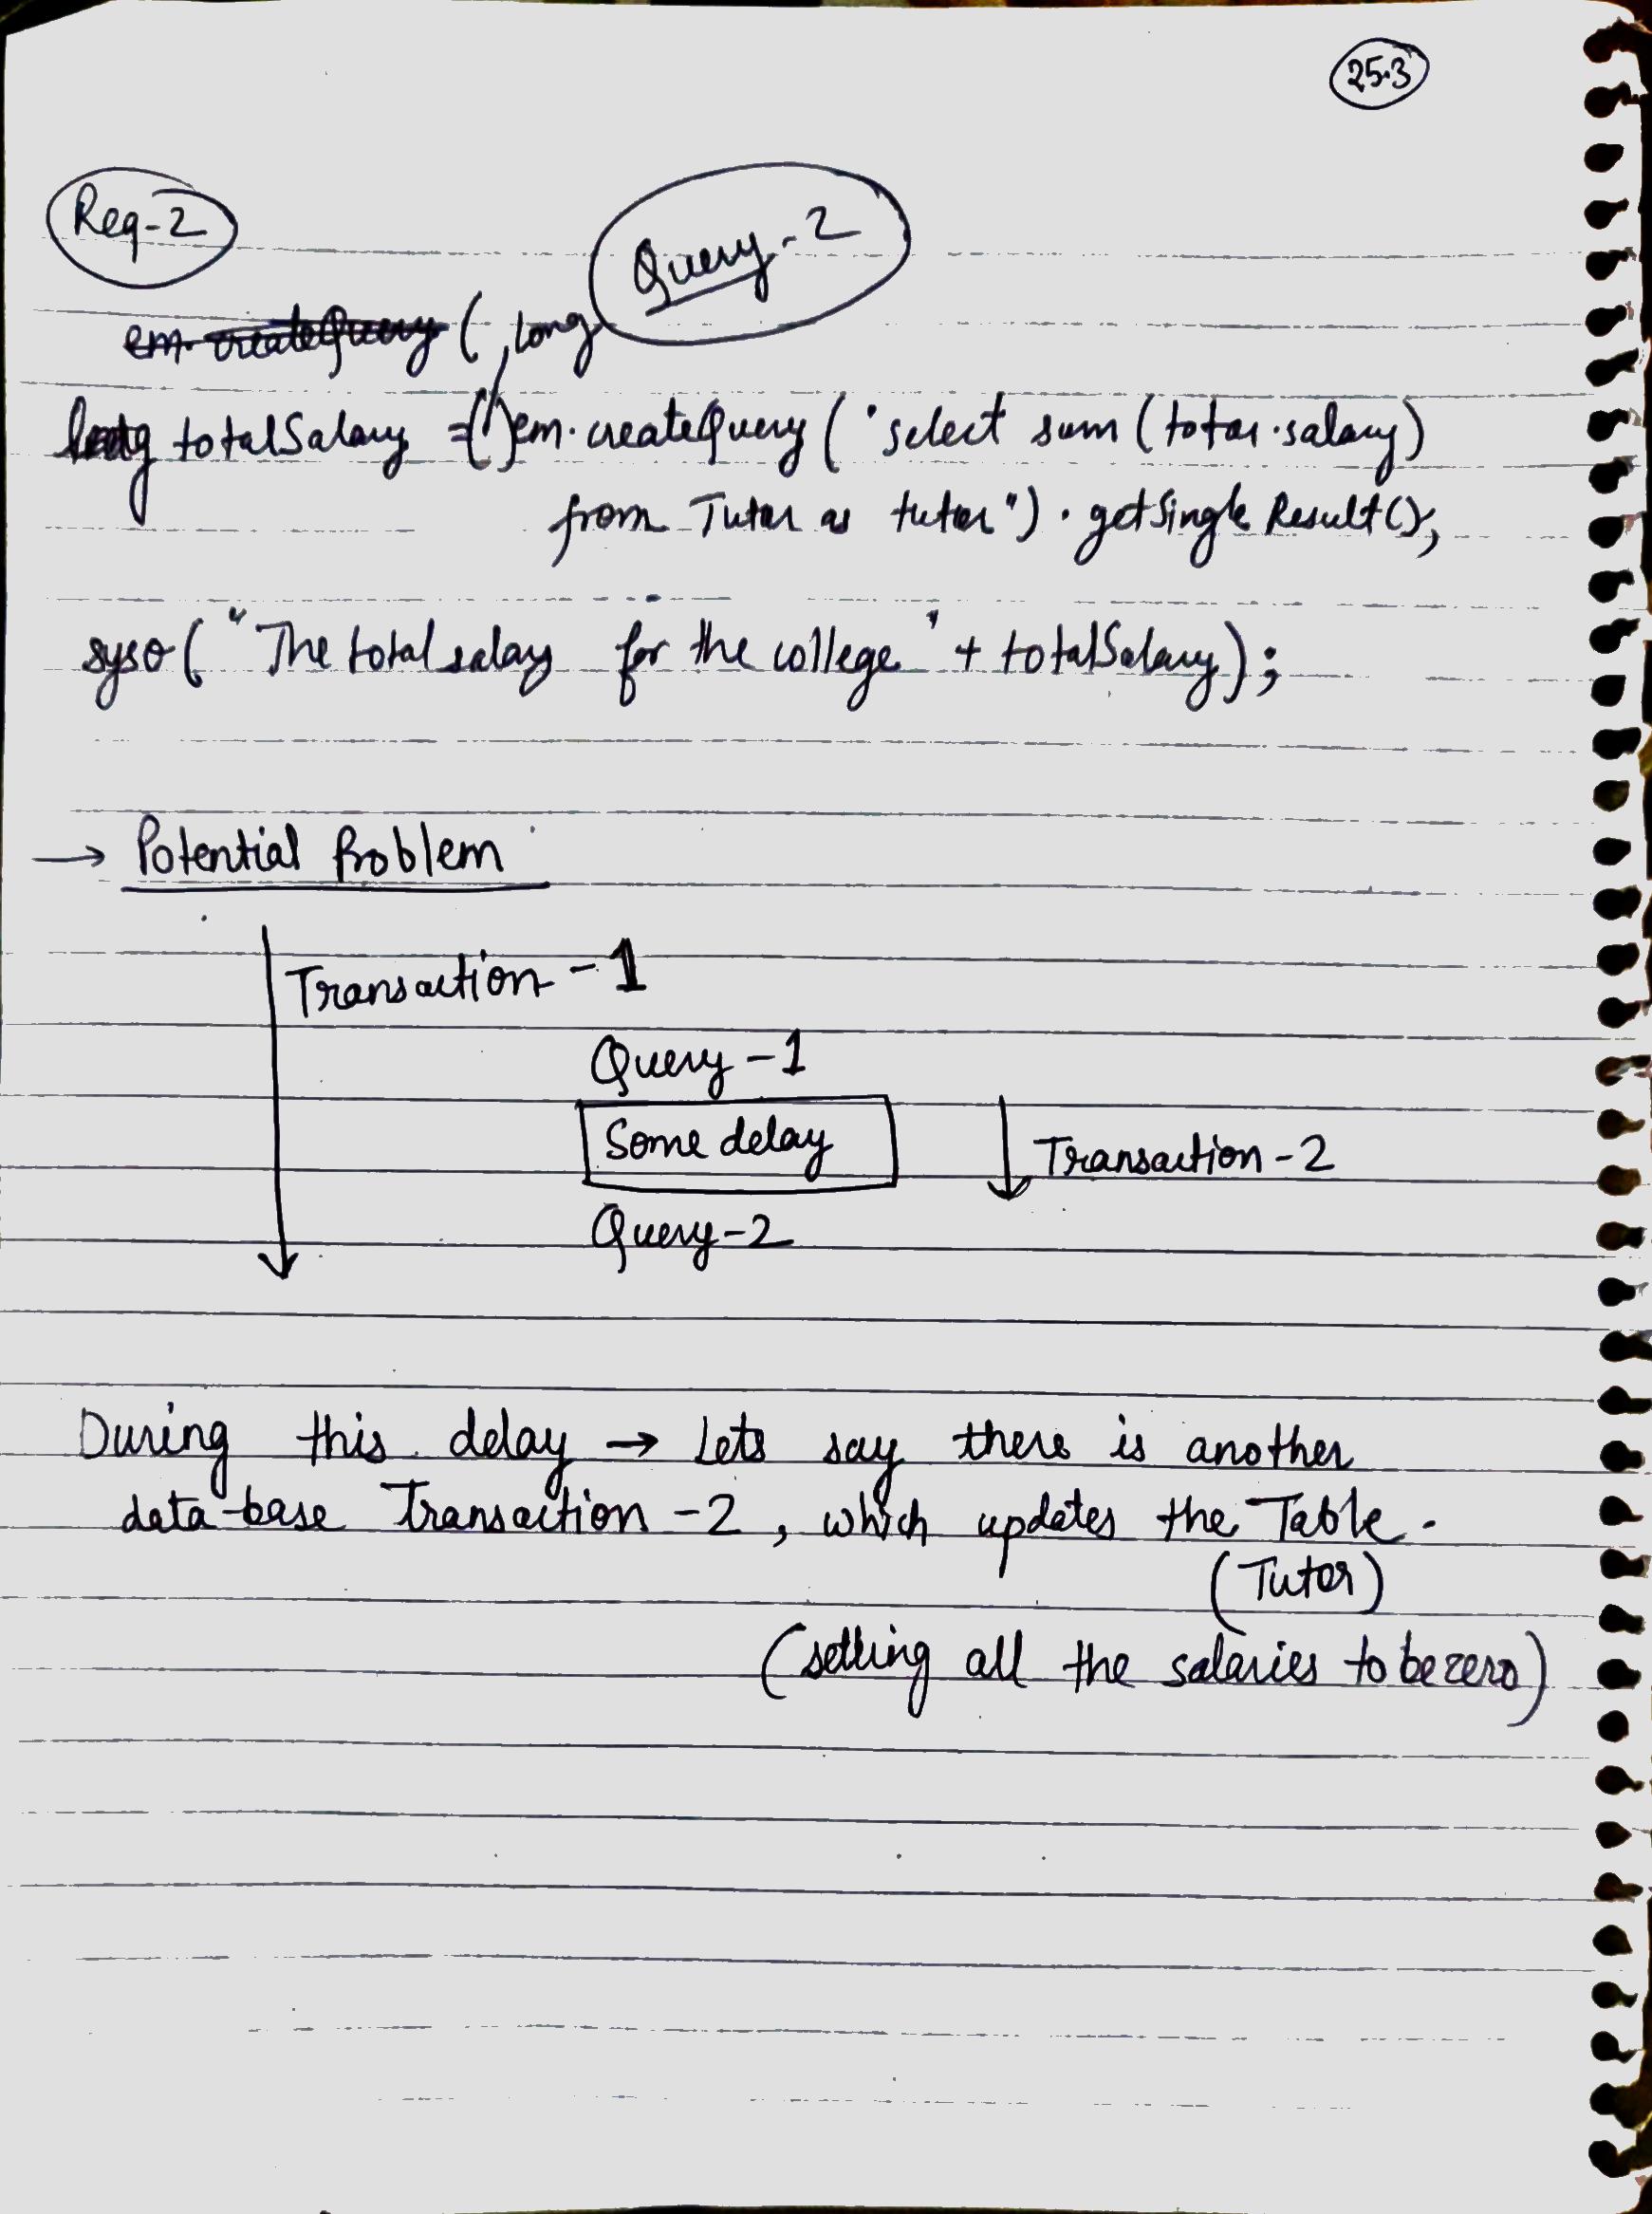 25.3
Req-2
Query-2
em. createQuery ( , long
long totalSalary = ( ) em.createQuery ( "select sum (totar.salary)
from Tutor as tutor") . getSingle Result();
syso( "The total salary for the college " + totalSalary);
→ Potential Problem
Transaction - 1
Query - 1
Some delay
Transaction - 2
Query-2
During this delay → Lets say there is another
data-base Transaction - 2 , which updates the Table.
(Tutor)
(setting all the salaries to be zero)